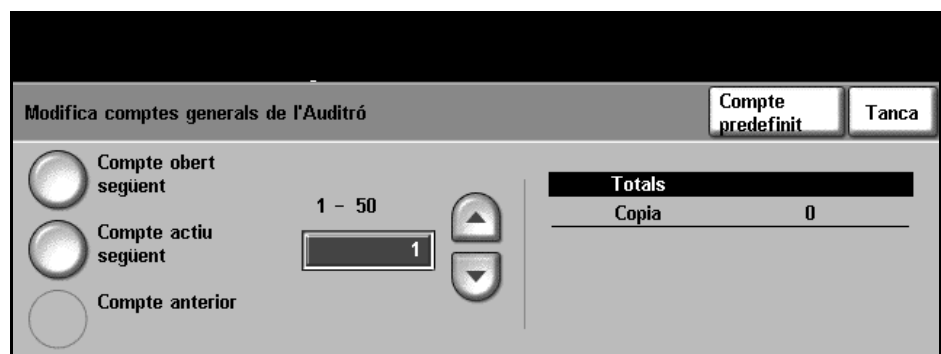 Modifica comptes generals de l'Auditró
Compte
predefinit
Tanca
Compte obert
següent
Compte actiu
següent
Compte anterior
1 - 50
1
Totals
Copia 0